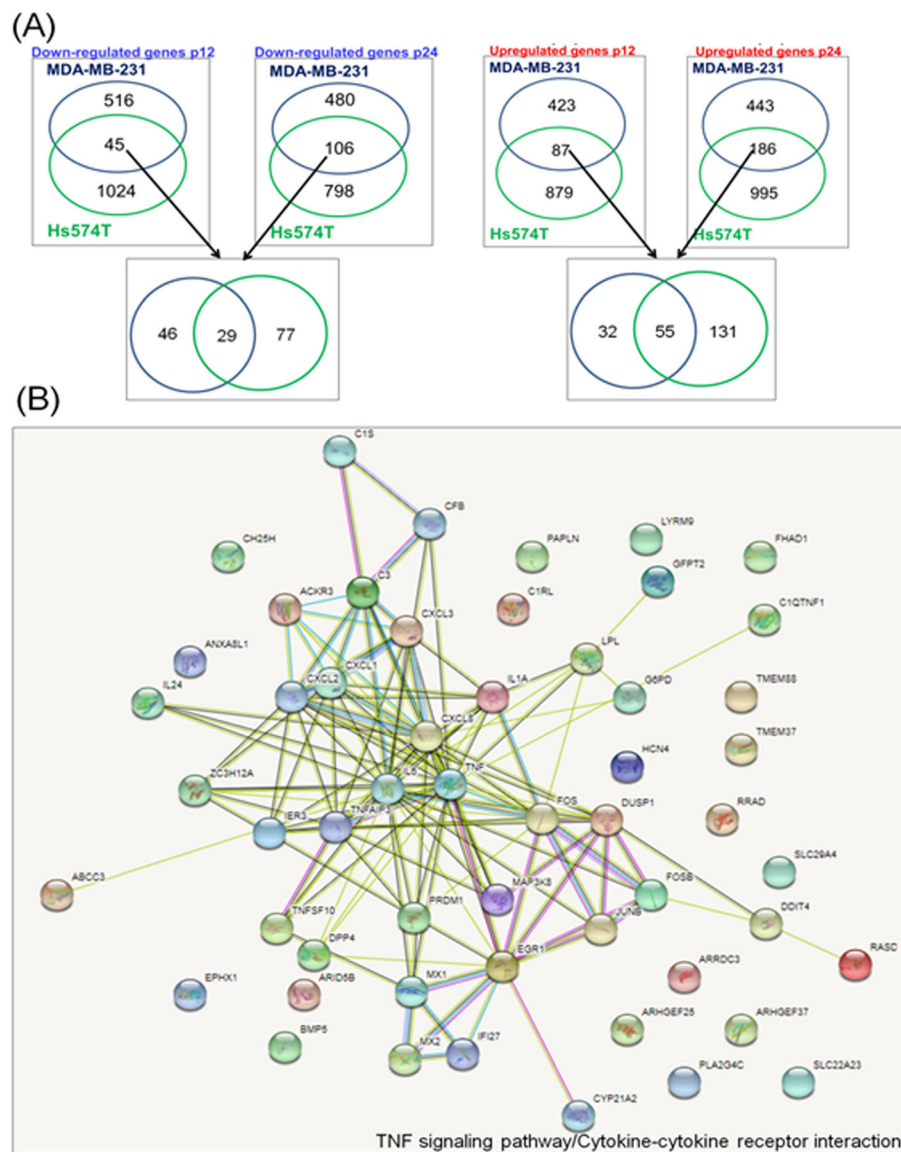 (A)
Down-regulated genes p12
MDA-MB-231
516
45
1024
Hs574T
Down-regulated genes p24
MDA-MB-231
480
106
798
Hs574T
Upregulated genes p12
MDA-MB-231
423
87
879
Hs574T
Upregulated genes p24
MDA-MB-231
443
186
995
Hs574T
46 29 77
32 55 131
(B)
C1S
CFB
LYRM9
CH25H
PAPLN
FHAD1
GFPT2
C3
ACKR3
C1RL
C1QTNF1
CXCL3
ANXA8L1
LPL
CXCL1
CXCL2
IL1A
IL24
G6PD
TMEM88
CXCL8
TMEM37
HCN4
ZC3H12A
IL6
TNF
IER3
TNFAIP3
FOS
DUSP1
RRAD
SLC29A4
ABCC3
MAP3K8
FOSB
TNFSF10
PRDM1
JUNB
DDIT4
DPP4
EGR1
RASD
ARRDC3
EPHX1
ARID5B
MX1
ARHGEF25
ARHGEF37
BMP5
MX2
IFI27
PLA2G4C
SLC22A23
CYP21A2
TNF signaling pathway/Cytokine-cytokine receptor interaction